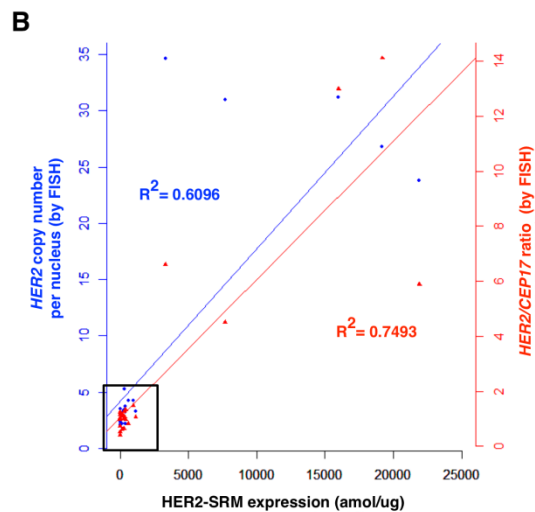 B
35
30
25
20
15
10
5
0
HER2 copy number
per nucleus (by FISH)
R2= 0.6096
R2= 0.7493
14
12
10
8
6
4
2
0
HER2/CEP17
ratio (by FISH)
0
5000
10000
15000
20000
25000
HER2-SRM expression (amol/ug)